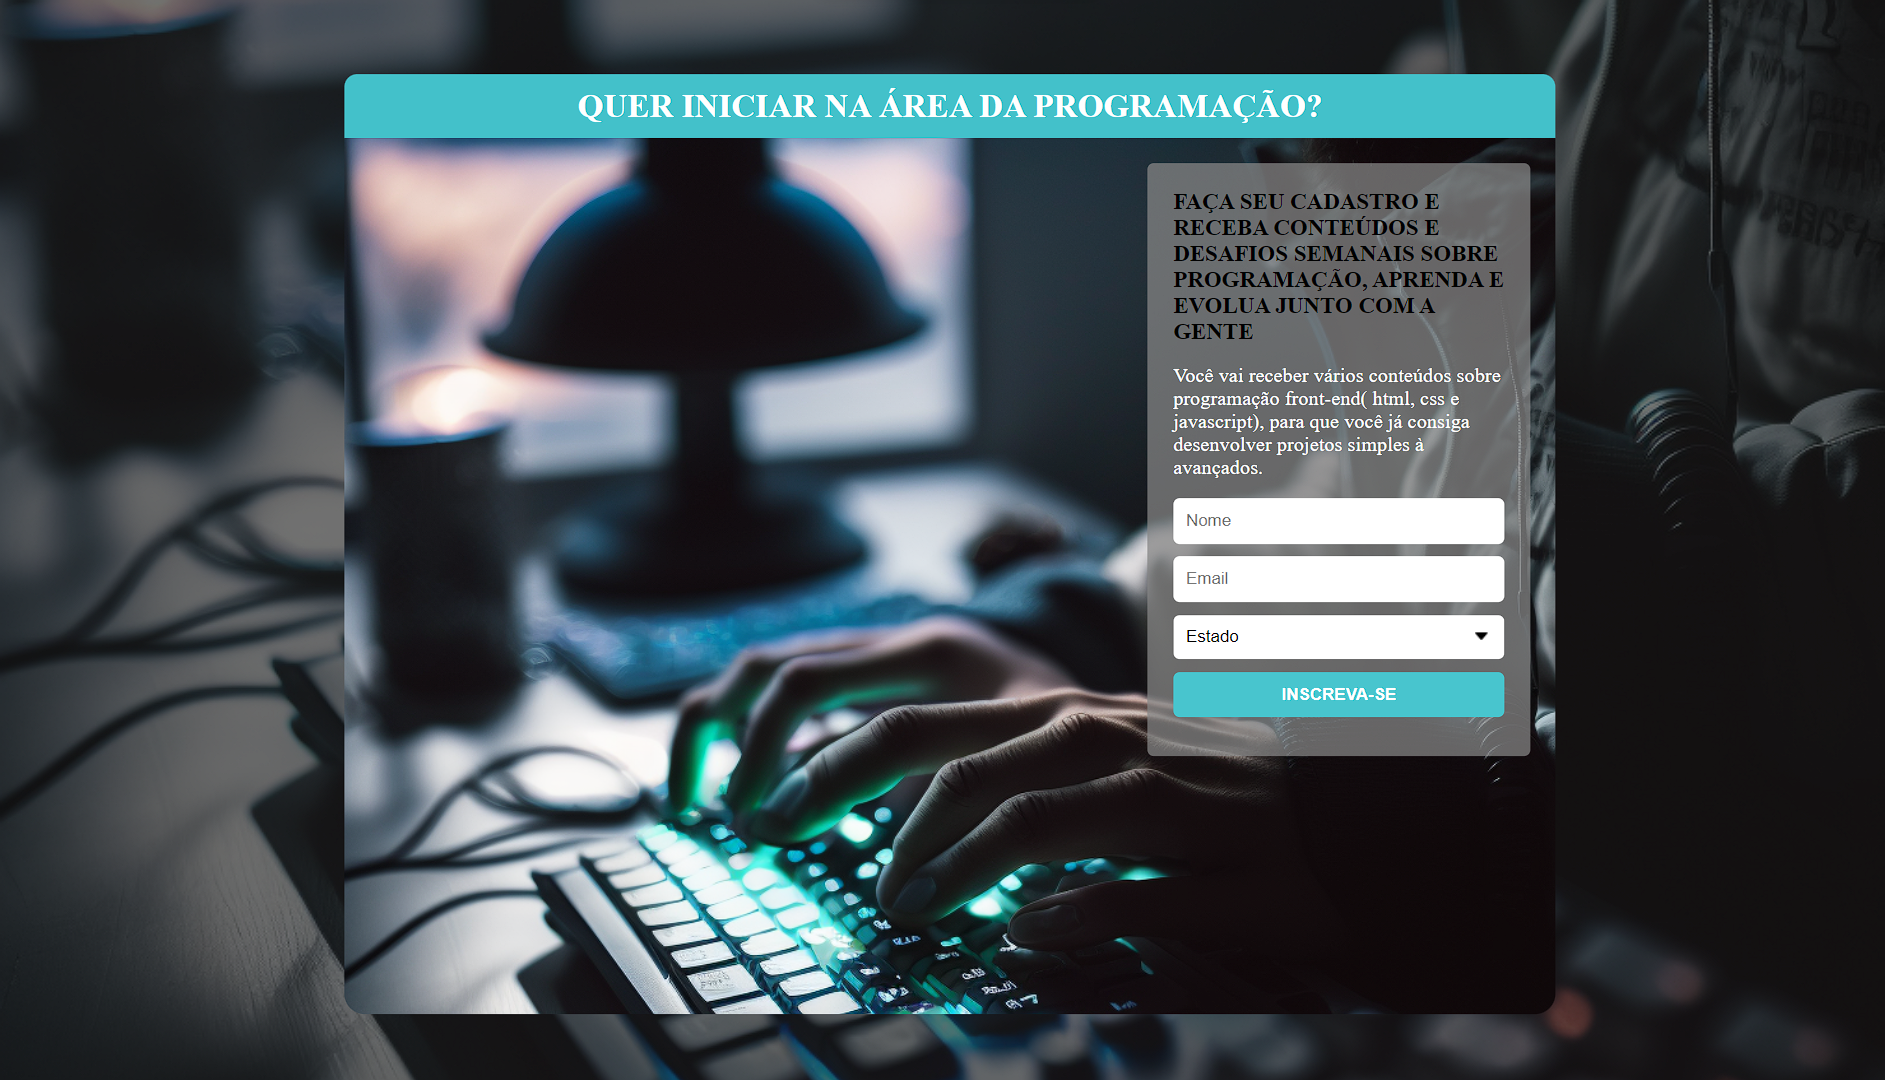 QUER INICIAR NA ÁREA DA PROGRAMAÇÃO?
FAÇA SEU CADASTRO E
RECEBA CONTEÚDOS E
DESAFIOS SEMANAIS SOBRE
PROGRAMAÇÃO, APRENDA E
EVOLUA JUNTO COM A
GENTE
Você vai receber vários conteúdos sobre
programação front-end( html, css e
javascript), para que você já consiga
desenvolver projetos simples à
avançados.
Nome
Email
Estado
INSCREVA-SE